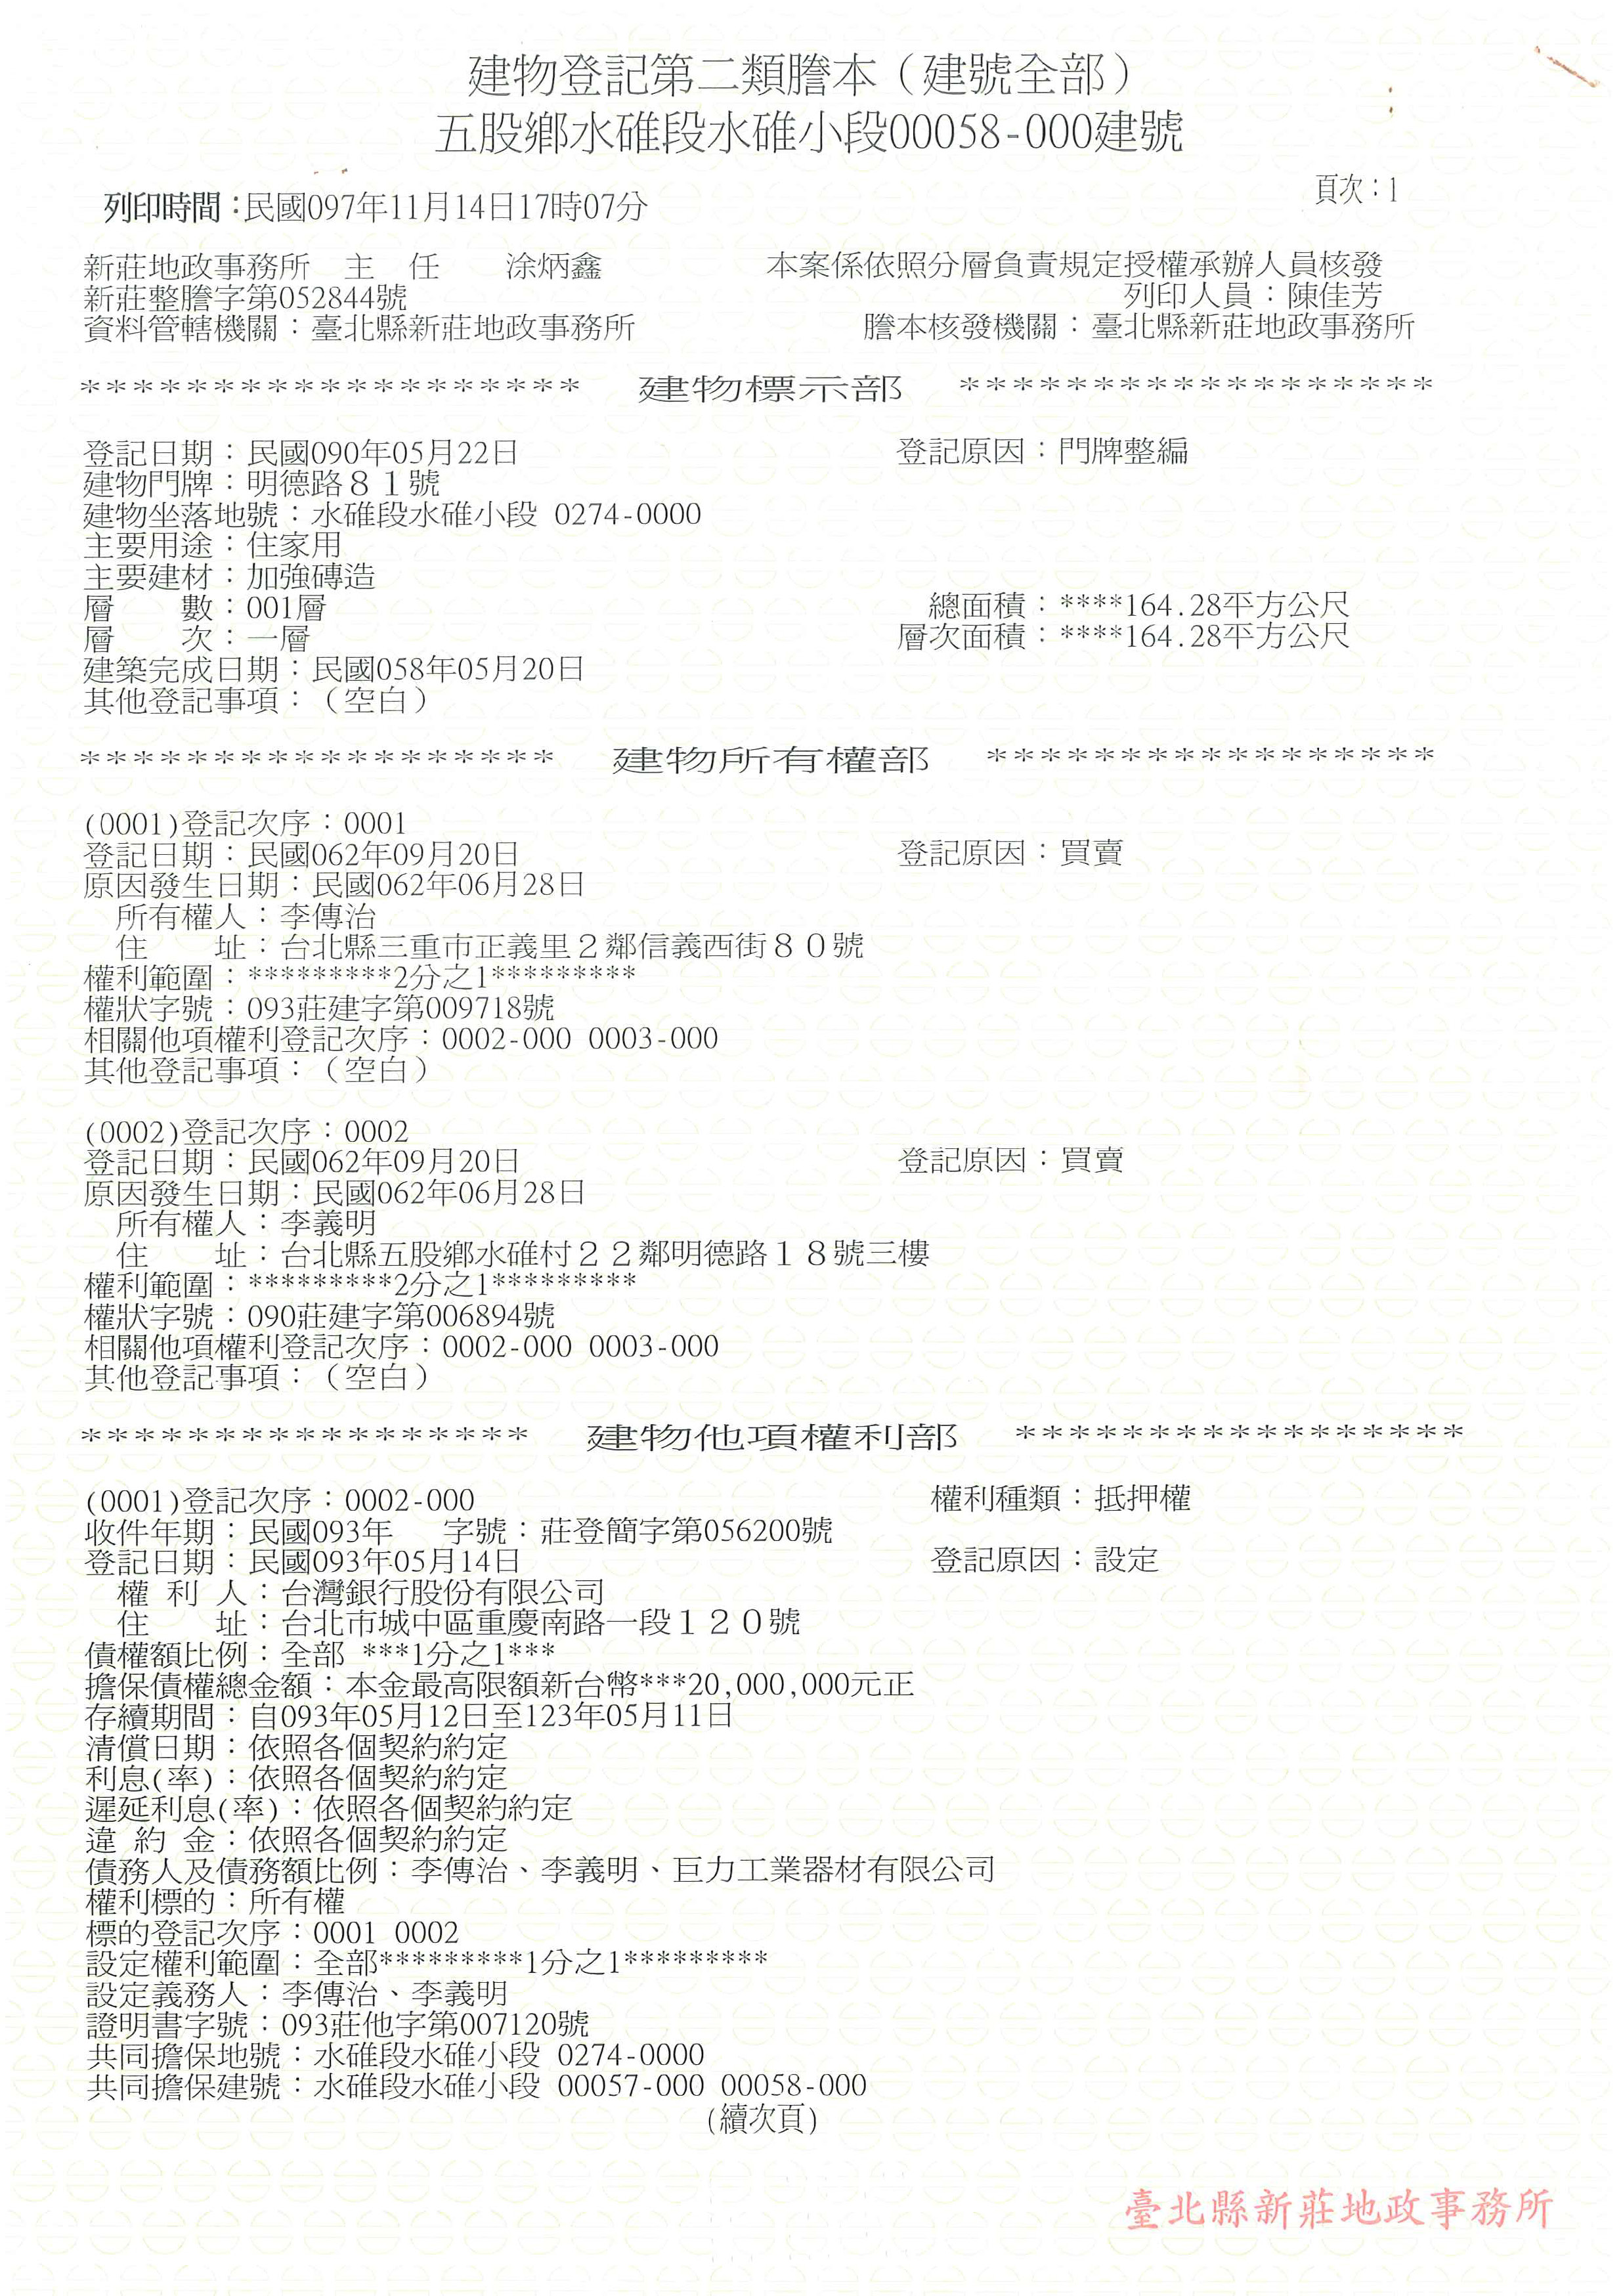 建物登記第二類謄本（建號全部）
五股鄉水碓段水碓小段00058-000建號
頁次：1
列印時間：民國097年11月14日17時07分
新莊地政事務所　主　任　　涂炳鑫　　本案係依照分層負責規定授權承辦人員核發
新莊整謄字第052844號　　列印人員：陳佳芳
資料管轄機關：臺北縣新莊地政事務所　　謄本核發機關：臺北縣新莊地政事務所
*******************　建物標示部　******************
登記日期：民國090年05月22日　　登記原因：門牌整編
建物門牌：明德路８１號
建物坐落地號：水碓段水碓小段 0274-0000
主要用途：住家用
主要建材：加強磚造
層　　數：001層　　總面積：****164.28平方公尺
層　　次：一層　　層次面積：****164.28平方公尺
建築完成日期：民國058年05月20日
其他登記事項：（空白）
******************　建物所有權部　*****************
(0001)登記次序：0001
登記日期：民國062年09月20日　　登記原因：買賣
原因發生日期：民國062年06月28日
所有權人：李傳治
住　　址：台北縣三重市正義里２鄰信義西街８０號
權利範圍：*********2分之1*********
權狀字號：093莊建字第009718號
相關他項權利登記次序：0002-000 0003-000
其他登記事項：（空白）
(0002)登記次序：0002
登記日期：民國062年09月20日　　登記原因：買賣
原因發生日期：民國062年06月28日
所有權人：李義明
住　　址：台北縣五股鄉水碓村２２鄰明德路１８號三樓
權利範圍：*********2分之1*********
權狀字號：090莊建字第006894號
相關他項權利登記次序：0002-000 0003-000
其他登記事項：（空白）
*****************　建物他項權利部　*****************
(0001)登記次序：0002-000　　權利種類：抵押權
收件年期：民國093年　字號：莊登簡字第056200號
登記日期：民國093年05月14日　　登記原因：設定
權 利 人：台灣銀行股份有限公司
住　　址：台北市城中區重慶南路一段１２０號
債權額比例：全部 ***1分之1***
擔保債權總金額：本金最高限額新台幣***20,000,000元正
存續期間：自093年05月12日至123年05月11日
清償日期：依照各個契約約定
利息(率)：依照各個契約約定
遲延利息(率)：依照各個契約約定
違 約 金：依照各個契約約定
債務人及債務額比例：李傳治、李義明、巨力工業器材有限公司
權利標的：所有權
標的登記次序：0001 0002
設定權利範圍：全部*********1分之1*********
設定義務人：李傳治、李義明
證明書字號：093莊他字第007120號
共同擔保地號：水碓段水碓小段 0274-0000
共同擔保建號：水碓段水碓小段 00057-000 00058-000
(續次頁)
臺北縣新莊地政事務所